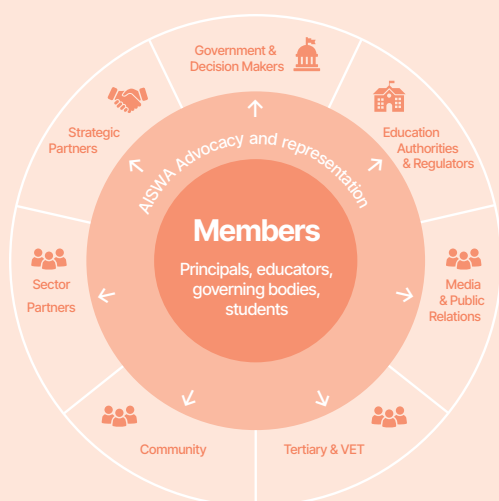 Government &
Decision Makers
Education
Authorities
& Regulators
Strategic
Partners
AISWA Advocacy and representation
Members
Principals, educators,
governing bodies,
students
Sector
Partners
Media
& Public
Relations
Community
Tertiary & VET